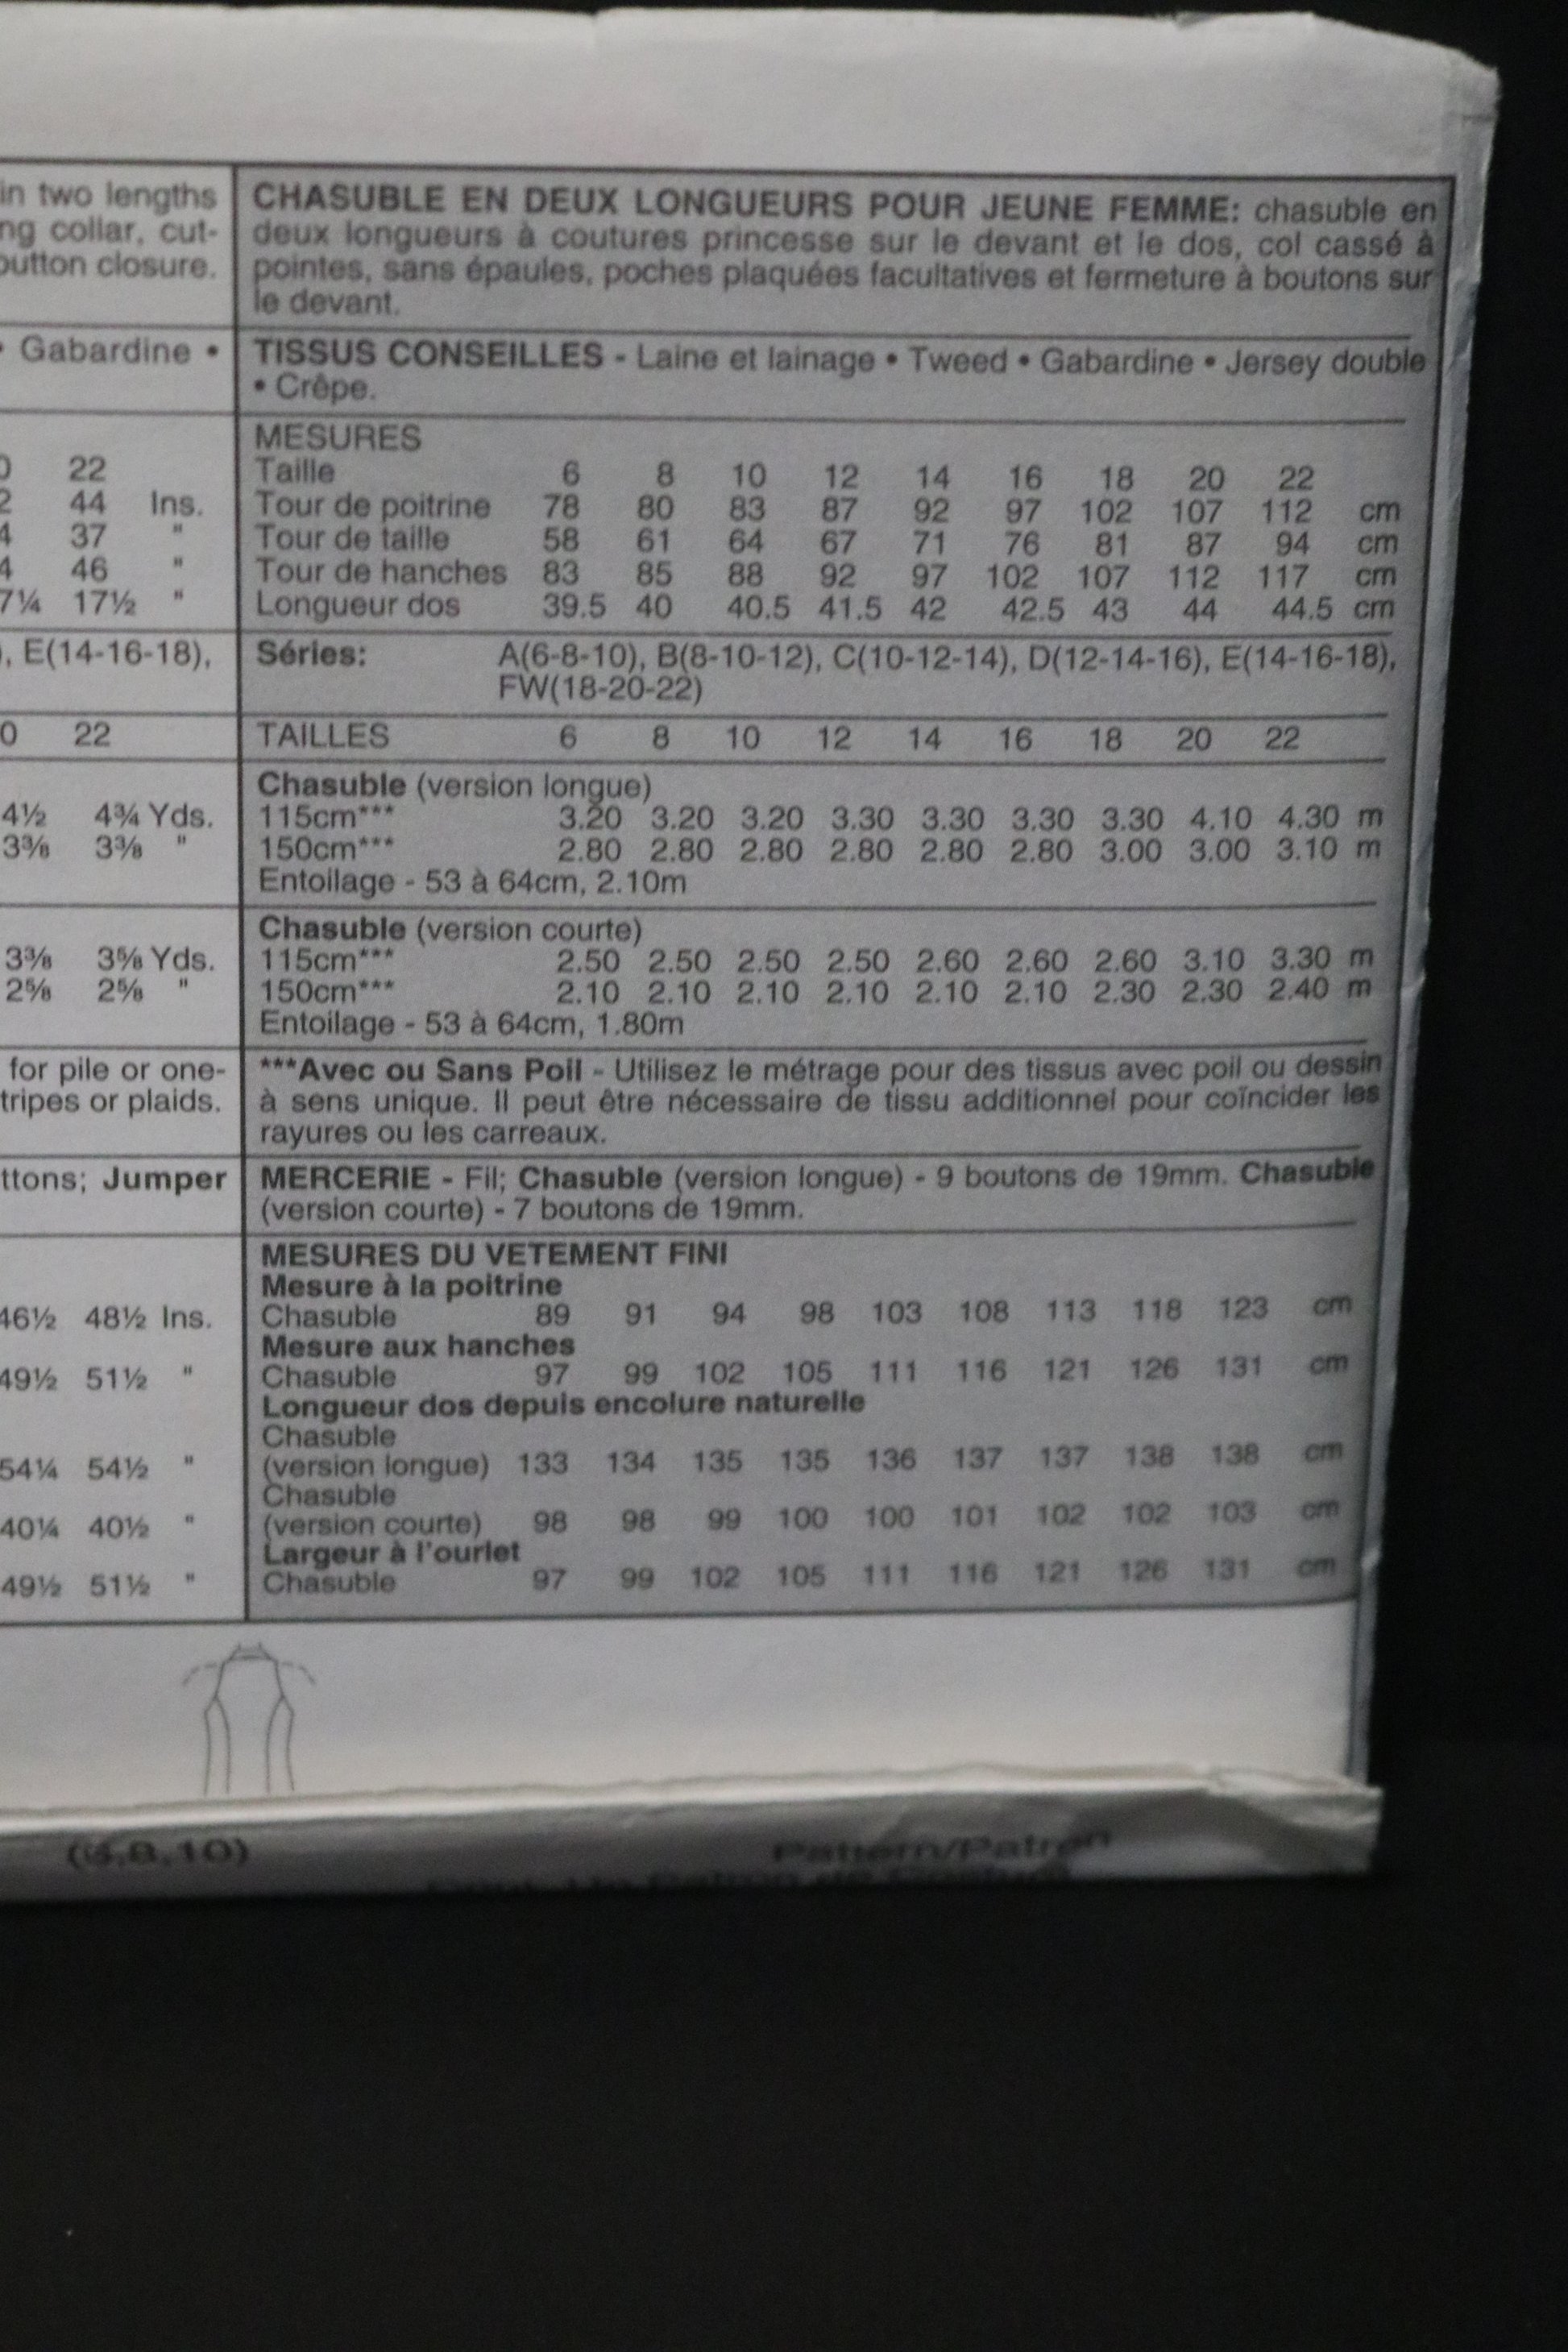 in two lengths
ng collar, cut-
outton closure.
• Gabardine •
0 22
2 44 Ins.
4 37 "
4 46 "
7¼ 17½ "
), E(14-16-18),
0 22
4½ 4¾ Yds.
3⅜ 3⅜ "
3⅜ 3⅝ Yds.
2⅝ 2⅝ "
for pile or one-
tripes or plaids.
ttons; Jumper
46½ 48½ Ins.
49½ 51½ "
54¼ 54½ "
40¼ 40½ "
49½ 51½ "
CHASUBLE EN DEUX LONGUEURS POUR JEUNE FEMME: chasuble en
deux longueurs à coutures princesse sur le devant et le dos, col cassé à
pointes, sans épaules, poches plaquées facultatives et fermeture à boutons sur
le devant.
TISSUS CONSEILLES - Laine et lainage • Tweed • Gabardine • Jersey double
• Crêpe.
MESURES
Taille 6 8 10 12 14 16 18 20 22
Tour de poitrine 78 80 83 87 92 97 102 107 112 cm
Tour de taille 58 61 64 67 71 76 81 87 94 cm
Tour de hanches 83 85 88 92 97 102 107 112 117 cm
Longueur dos 39.5 40 40.5 41.5 42 42.5 43 44 44.5 cm
Séries: A(6-8-10), B(8-10-12), C(10-12-14), D(12-14-16), E(14-16-18),
FW(18-20-22)
TAILLES 6 8 10 12 14 16 18 20 22
Chasuble (version longue)
115cm*** 3.20 3.20 3.20 3.30 3.30 3.30 3.30 4.10 4.30 m
150cm*** 2.80 2.80 2.80 2.80 2.80 2.80 3.00 3.00 3.10 m
Entoilage - 53 à 64cm, 2.10m
Chasuble (version courte)
115cm*** 2.50 2.50 2.50 2.50 2.60 2.60 2.60 3.10 3.30 m
150cm*** 2.10 2.10 2.10 2.10 2.10 2.10 2.30 2.30 2.40 m
Entoilage - 53 à 64cm, 1.80m
***Avec ou Sans Poil - Utilisez le métrage pour des tissus avec poil ou dessin
à sens unique. Il peut être nécessaire de tissu additionnel pour coïncider les
rayures ou les carreaux.
MERCERIE - Fil; Chasuble (version longue) - 9 boutons de 19mm. Chasuble
(version courte) - 7 boutons de 19mm.
MESURES DU VETEMENT FINI
Mesure à la poitrine
Chasuble 89 91 94 98 103 108 113 118 123 cm
Mesure aux hanches
Chasuble 97 99 102 105 111 116 121 126 131 cm
Longueur dos depuis encolure naturelle
Chasuble
(version longue) 133 134 135 135 136 137 137 138 138 cm
Chasuble
(version courte) 98 98 99 100 100 101 102 102 103 cm
Largeur à l'ourlet
Chasuble 97 99 102 105 111 116 121 126 131 cm
(6,8,10)
Pattern/Patron